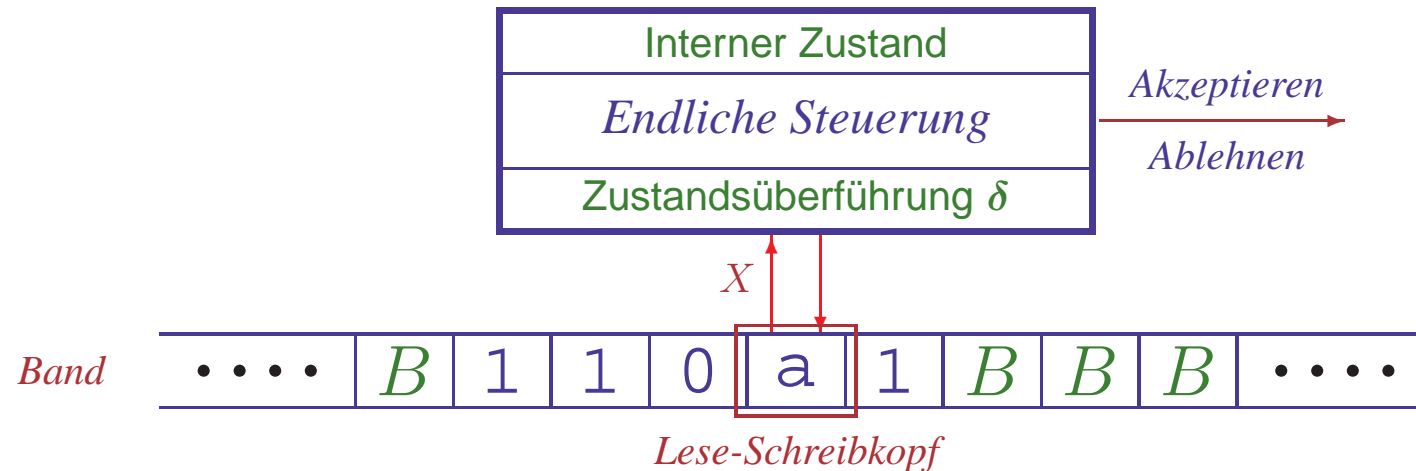 Interner Zustand
Endliche Steuerung
Zustandsüberführung δ
Akzeptieren
Ablehnen
X
Band
• • • • B 1 1 0 a 1 B B B • • • •
Lese-Schreibkopf